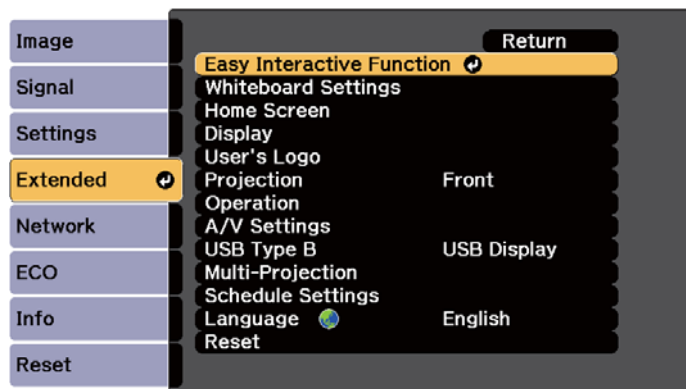 Image
Signal
Settings
Extended
Network
ECO
Info
Reset
Return
Easy Interactive Function
Whiteboard Settings
Home Screen
Display
User's Logo
Projection Front
Operation
A/V Settings
USB Type B USB Display
Multi-Projection
Schedule Settings
Language English
Reset